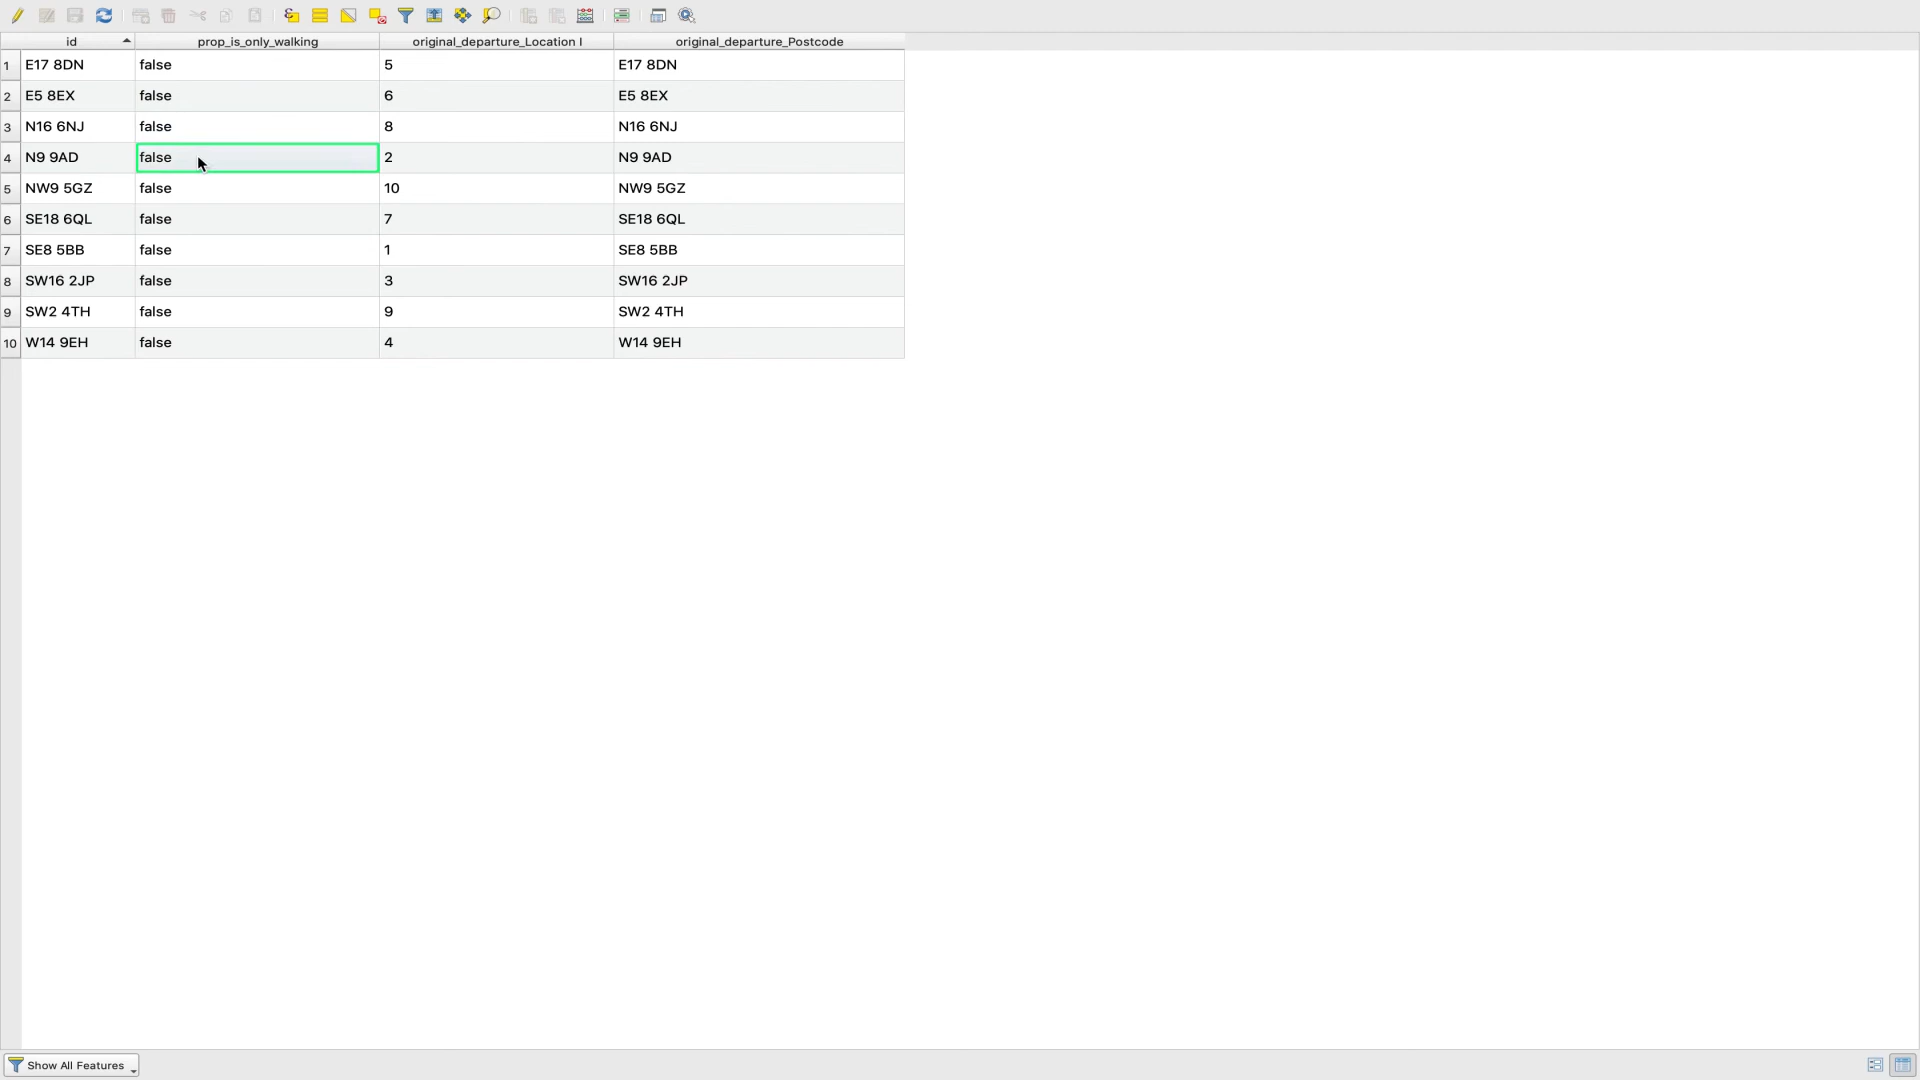 id prop_is_only_walking original_departure_Location I original_departure_Postcode
1 E17 8DN false 5 E17 8DN
2 E5 8EX false 6 E5 8EX
3 N16 6NJ false 8 N16 6NJ
4 N9 9AD false 2 N9 9AD
5 NW9 5GZ false 10 NW9 5GZ
6 SE18 6QL false 7 SE18 6QL
7 SE8 5BB false 1 SE8 5BB
8 SW16 2JP false 3 SW16 2JP
9 SW2 4TH false 9 SW2 4TH
10 W14 9EH false 4 W14 9EH
Show All Features